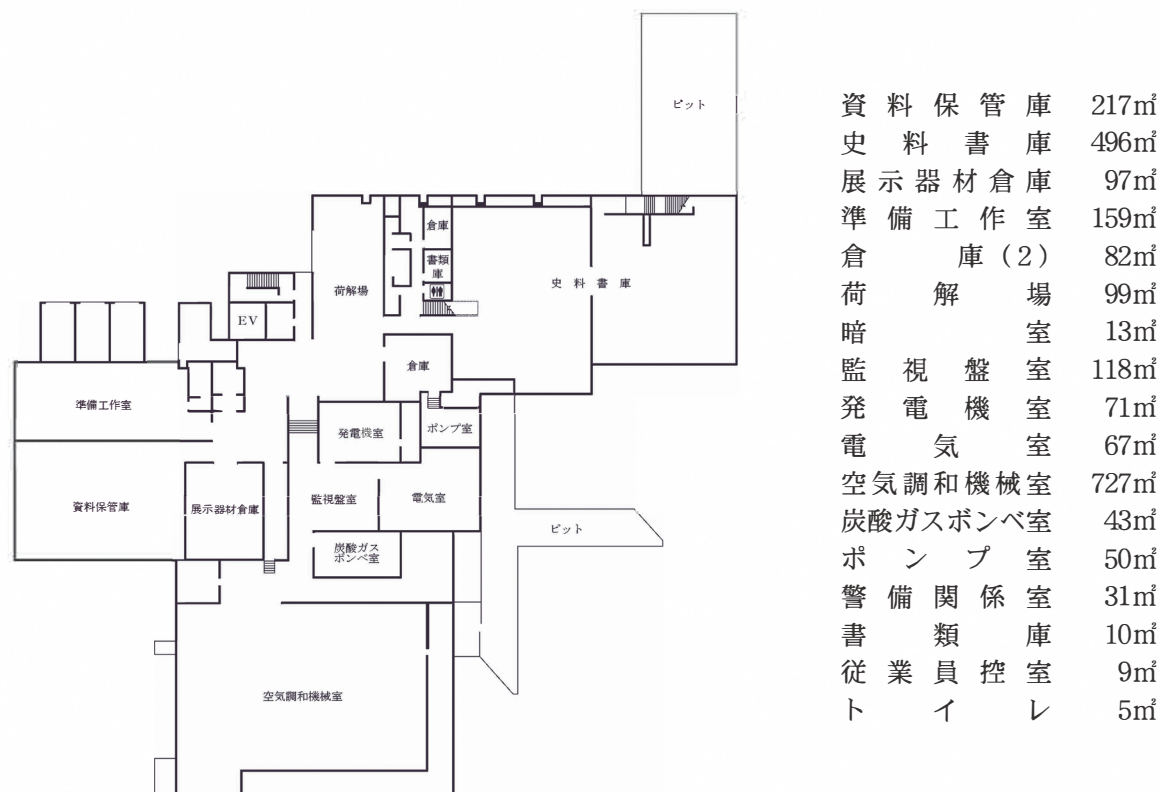 ピット
倉庫
書類
庫
荷解場
史料書庫
EV
倉庫
準備工作室
発電機室
ポンプ室
資料保管庫
展示器材倉庫
監視盤室
電気室
ピット
炭酸ガス
ボンベ室
空気調和機械室
資料保管庫 217㎡
史料書庫 496㎡
展示器材倉庫 97㎡
準備工作室 159㎡
倉庫(2) 82㎡
荷解場 99㎡
暗室 13㎡
監視盤室 118㎡
発電機室 71㎡
電気室 67㎡
空気調和機械室 727㎡
炭酸ガスボンベ室 43㎡
ポンプ室 50㎡
警備関係室 31㎡
書類庫 10㎡
従業員控室 9㎡
トイレ 5㎡